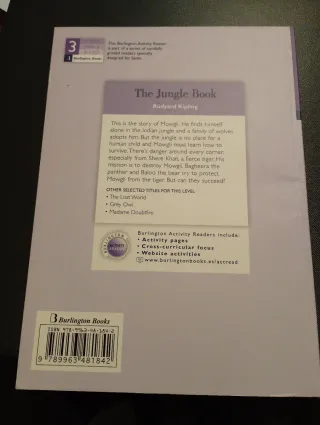 3
Burlington Books
This Burlington Activity Reader
is part of a series of carefully
graded readers specially
designed for Spain.
The Jungle Book
Rudyard Kipling
This is the story of Mowgli. He finds himself
alone in the Indian jungle and a family of wolves
adopts him. But the jungle is no place for
a human child and Mowgli must learn how to
survive. There's danger around every corner,
especially from Shere Khan, a fierce tiger. His
mission is to destroy Mowgli. Bagheera the
panther and Baloo the bear try to protect
Mowgli from the tiger. But can they succeed?
OTHER SELECTED TITLES FOR THIS LEVEL:
• The Lost World
• Grey Owl
• Madame Doubtfire
Burlington Activity Readers include:
• Activity pages
• Cross-curricular focus
• Website activities
www.burlingtonbooks.es/actread
Burlington Books
9 789963 481842